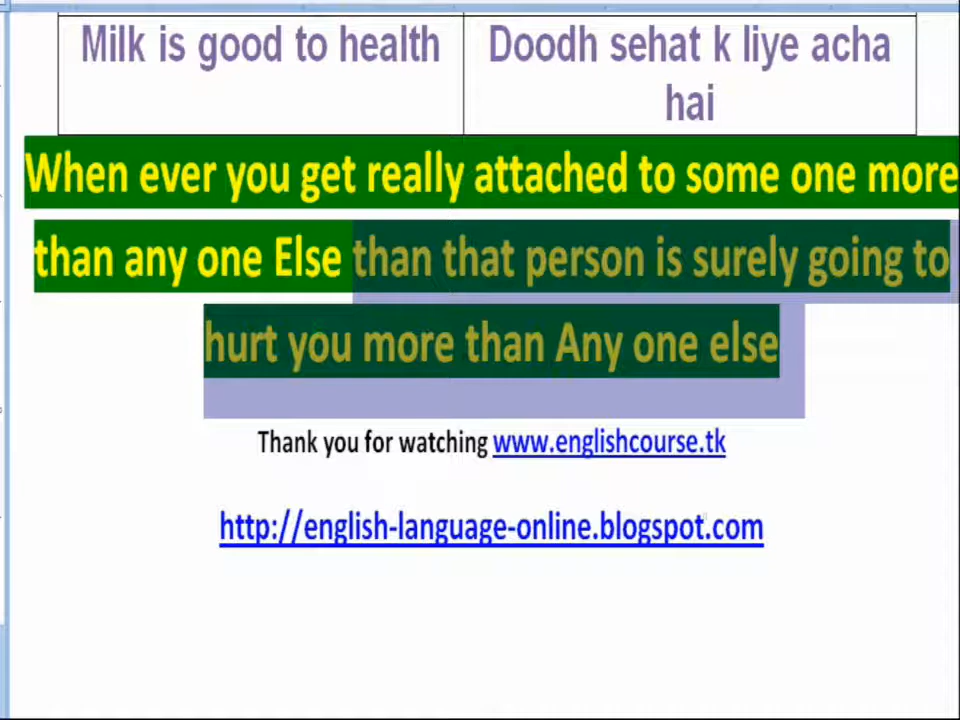 Milk is good to health
Doodh sehat k liye acha
hai
When ever you get really attached to some one more
than any one Else than that person is surely going to
hurt you more than Any one else
Thank you for watching www.englishcourse.tk
http://english-language-online.blogspot.com